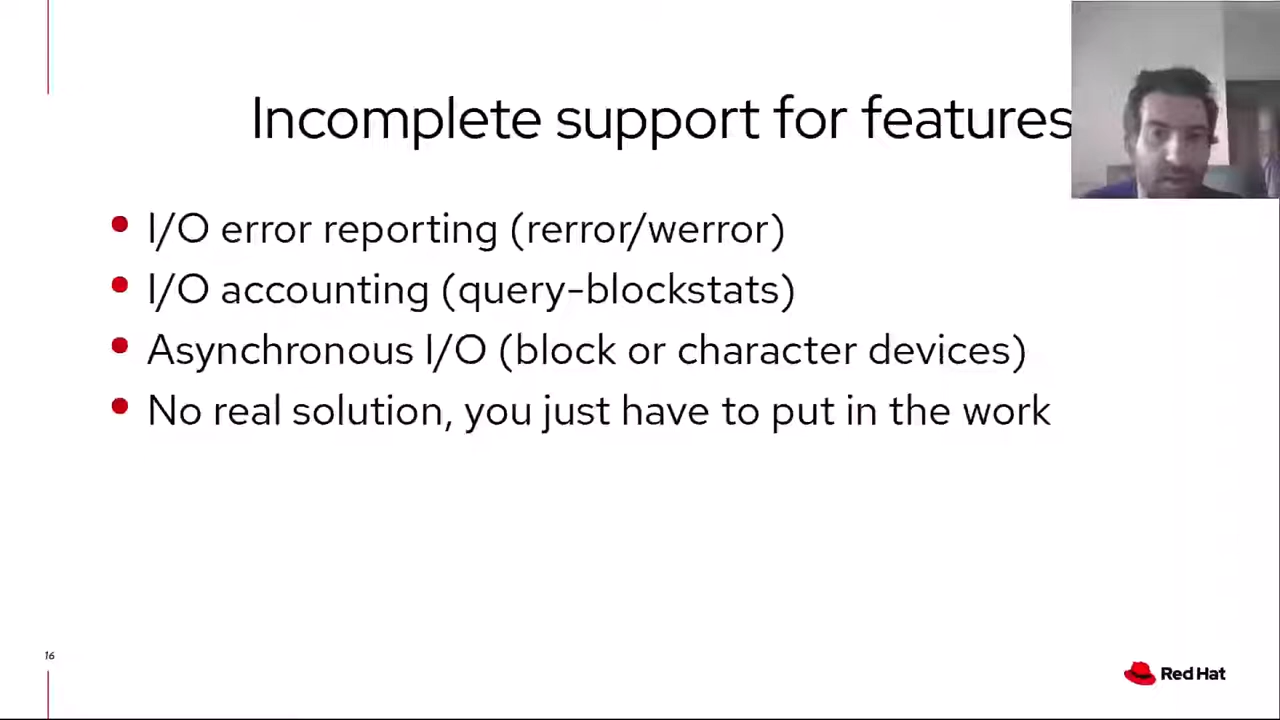 Incomplete support for features
I/O error reporting (rerror/werror)
I/O accounting (query-blockstats)
Asynchronous I/O (block or character devices)
No real solution, you just have to put in the work
16
Red Hat